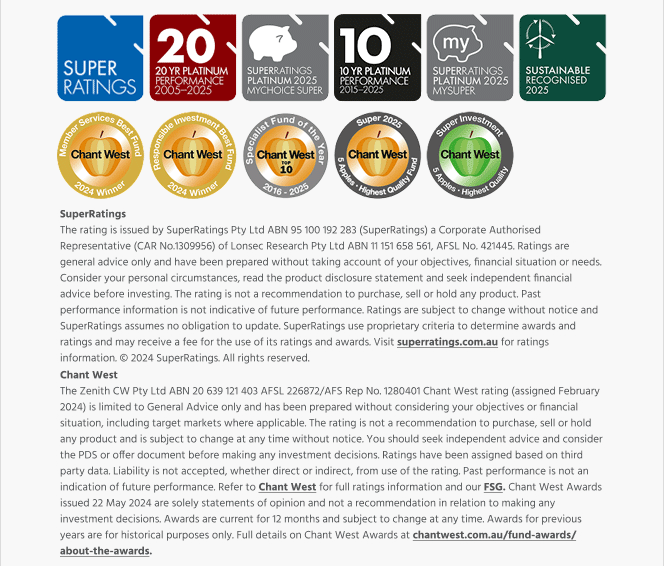 SUPER
RATINGS
20
20 YR PLATINUM
PERFORMANCE
2005–2025
7
SUPERRATINGS
PLATINUM 2025
MYCHOICE SUPER
10
10 YR PLATINUM
PERFORMANCE
2015–2025
my
SUPERRATINGS
PLATINUM 2025
MYSUPER
SUSTAINABLE
RECOGNISED
2025
Member Services Best Fund
Chant West
2024 Winner
Responsible Investment Best Fund
Chant West
2024 Winner
Specialist Fund of the Year
Chant West
TOP
10
2016 - 2025
Super 2025
Chant West
5 Apples • Highest Quality Fund
Super Investment
Chant West
5 Apples • Highest Quality
SuperRatings
The rating is issued by SuperRatings Pty Ltd ABN 95 100 192 283 (SuperRatings) a Corporate Authorised
Representative (CAR No.1309956) of Lonsec Research Pty Ltd ABN 11 151 658 561, AFSL No. 421445. Ratings are
general advice only and have been prepared without taking account of your objectives, financial situation or needs.
Consider your personal circumstances, read the product disclosure statement and seek independent financial
advice before investing. The rating is not a recommendation to purchase, sell or hold any product. Past
performance information is not indicative of future performance. Ratings are subject to change without notice and
SuperRatings assumes no obligation to update. SuperRatings use proprietary criteria to determine awards and
ratings and may receive a fee for the use of its ratings and awards. Visit superratings.com.au for ratings
information. © 2024 SuperRatings. All rights reserved.
Chant West
The Zenith CW Pty Ltd ABN 20 639 121 403 AFSL 226872/AFS Rep No. 1280401 Chant West rating (assigned February
2024) is limited to General Advice only and has been prepared without considering your objectives or financial
situation, including target markets where applicable. The rating is not a recommendation to purchase, sell or hold
any product and is subject to change at any time without notice. You should seek independent advice and consider
the PDS or offer document before making any investment decisions. Ratings have been assigned based on third
party data. Liability is not accepted, whether direct or indirect, from use of the rating. Past performance is not an
indication of future performance. Refer to Chant West for full ratings information and our FSG. Chant West Awards
issued 22 May 2024 are solely statements of opinion and not a recommendation in relation to making any
investment decisions. Awards are current for 12 months and subject to change at any time. Awards for previous
years are for historical purposes only. Full details on Chant West Awards at chantwest.com.au/fund-awards/
about-the-awards.